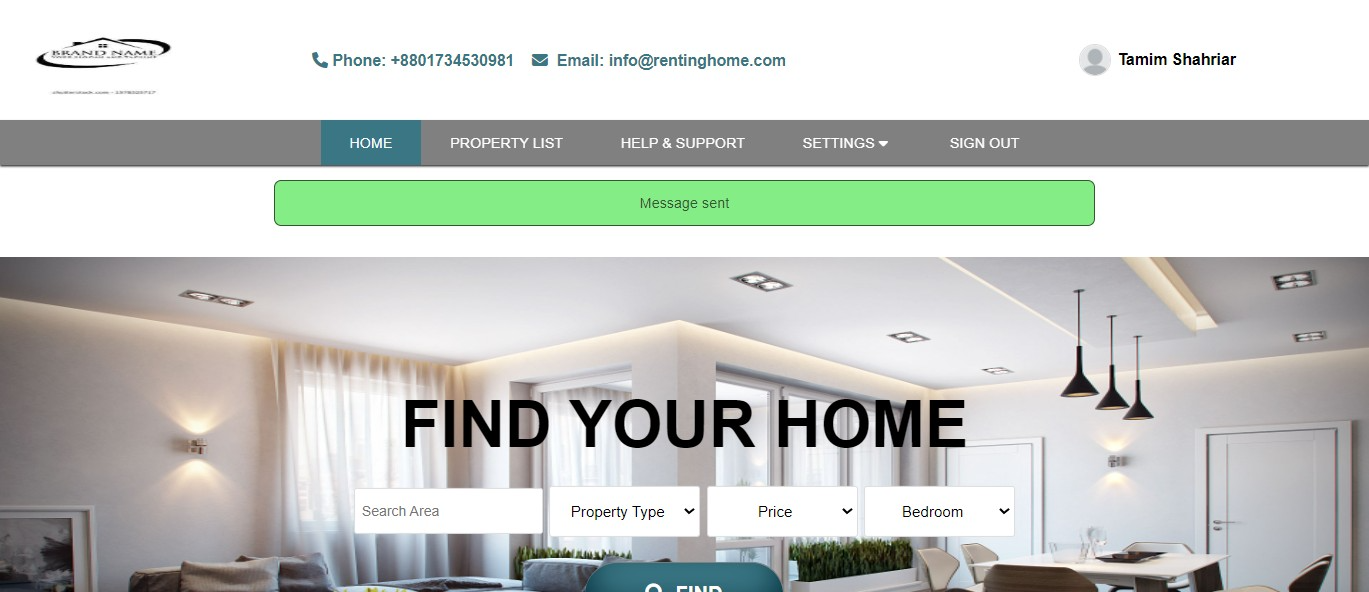 BRAND NAME
Phone: +8801734530981
Email: info@rentinghome.com
Tamim Shahriar
HOME
PROPERTY LIST
HELP & SUPPORT
SETTINGS
SIGN OUT
Message sent
FIND YOUR HOME
Search Area
Property Type
Price
Bedroom
FIND